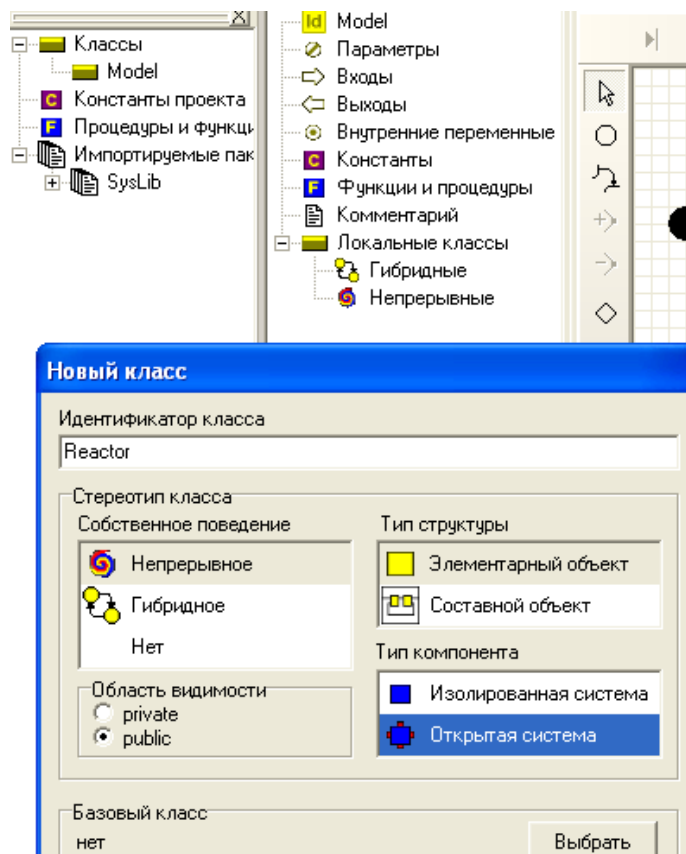 Классы
Model
Константы проекта
Процедуры и функци
Импортируемые пак
SysLib
Id Model
Параметры
Входы
Выходы
Внутренние переменные
C Константы
F Функции и процедуры
Комментарий
Локальные классы
Гибридные
Непрерывные
Новый класс
Идентификатор класса
Reactor
Стереотип класса
Собственное поведение
Непрерывное
Гибридное
Нет
Тип структуры
Элементарный объект
Составной объект
Тип компонента
Изолированная система
Открытая система
Область видимости
private
public
Базовый класс
нет
Выбрать